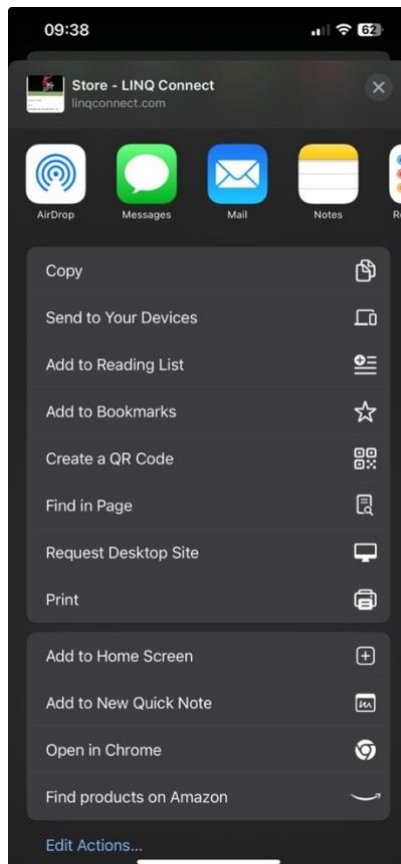 09:38
62
Store - LINQ Connect
linqconnect.com
AirDrop
Messages
Mail
Notes
Copy
Send to Your Devices
Add to Reading List
Add to Bookmarks
Create a QR Code
Find in Page
Request Desktop Site
Print
Add to Home Screen
Add to New Quick Note
Open in Chrome
Find products on Amazon
Edit Actions...